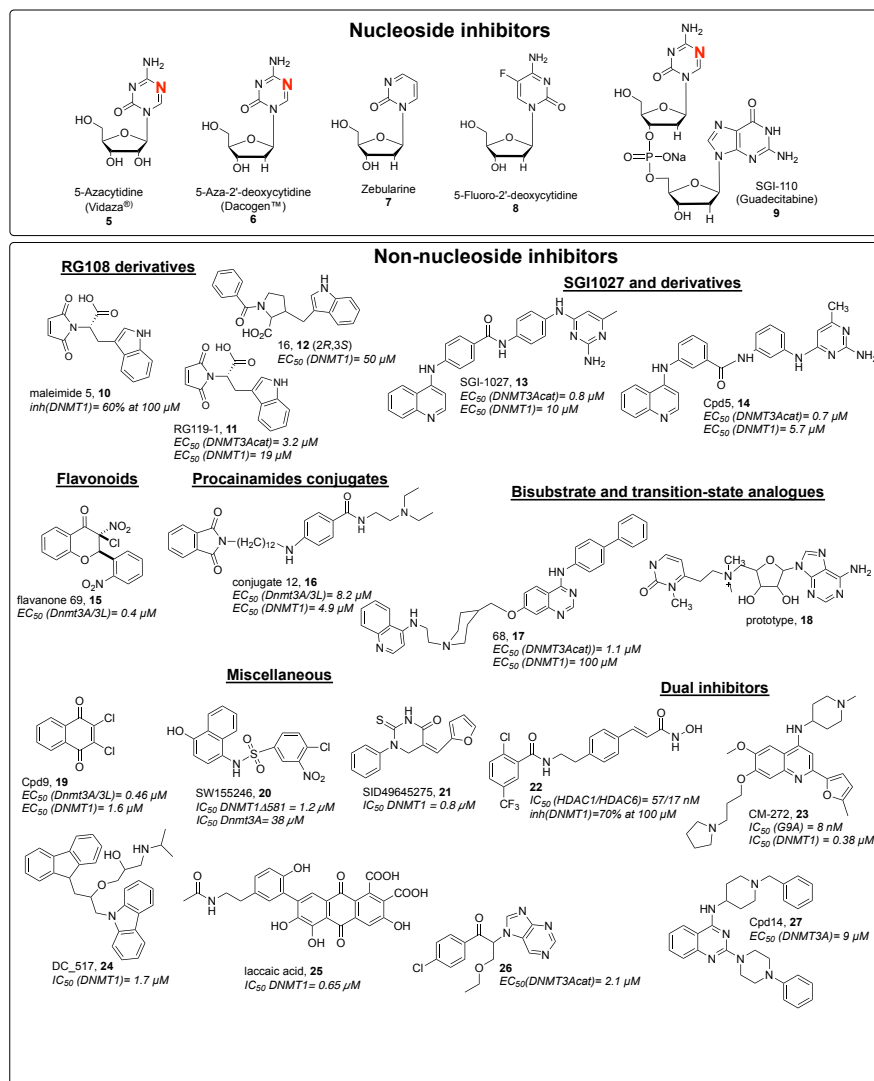 Nucleoside inhibitors
5-Azacytidine
(Vidaza®)
5
5-Aza-2'-deoxycytidine
(Dacogen™)
6
Zebularine
7
5-Fluoro-2'-deoxycytidine
8
SGI-110
(Guadecitabine)
9
Non-nucleoside inhibitors
RG108 derivatives
maleimide 5, 10
inh(DNMT1)= 60% at 100 µM
16, 12 (2R,3S)
EC50 (DNMT1)= 50 µM
RG119-1, 11
EC50 (DNMT3Acat)= 3.2 µM
EC50 (DNMT1)= 19 µM
SGI1027 and derivatives
SGI-1027, 13
EC50 (DNMT3Acat)= 0.8 µM
EC50 (DNMT1)= 10 µM
Cpd5, 14
EC50 (DNMT3Acat)= 0.7 µM
EC50 (DNMT1)= 5.7 µM
Flavonoids
flavanone 69, 15
EC50 (DNMT3A)= 0.4 µM
Procainamides conjugates
conjugate 12, 16
EC50 (Dnmt3A/3L)= 8.2 µM
EC50 (DNMT1)= 4.9 µM
Bisubstrate and transition-state analogues
68, 17
EC50 (DNMT3Acat))= 1.1 µM
EC50 (DNMT1)= 100 µM
prototype, 18
Miscellaneous
Cpd9, 19
EC50 (Dnmt3A/3L)= 0.46 µM
EC50 (DNMT1)= 1.6 µM
SW155246, 20
IC50 DNMT1Δ581 = 1.2 µM
IC50 Dnmt3A= 38 µM
SID49645275, 21
IC50 DNMT1 = 0.8 µM
Dual inhibitors
22
IC50 (HDAC1/HDAC6)= 57/17 nM
inh(DNMT1)=70% at 100 µM
CM-272, 23
IC50 (G9A) = 8 nM
IC50 (DNMT1) = 0.38 µM
DC_517, 24
IC50 (DNMT1)= 1.7 µM
laccaic acid, 25
IC50 DNMT1= 0.65 µM
26
EC50(DNMT3Acat)= 2.1 µM
Cpd14, 27
EC50 (DNMT3A)= 9 µM